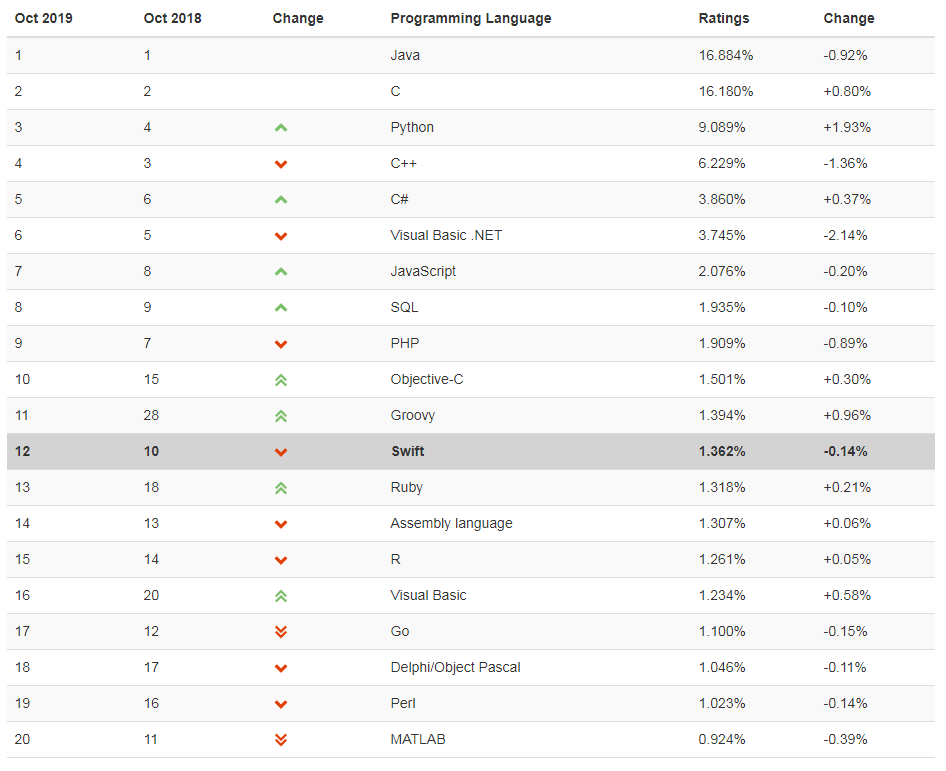 Oct 2019 Oct 2018 Change Programming Language Ratings Change
1 1 Java 16.884% -0.92%
2 2 C 16.180% +0.80%
3 4 Python 9.089% +1.93%
4 3 C++ 6.229% -1.36%
5 6 C# 3.860% +0.37%
6 5 Visual Basic .NET 3.745% -2.14%
7 8 JavaScript 2.076% -0.20%
8 9 SQL 1.935% -0.10%
9 7 PHP 1.909% -0.89%
10 15 Objective-C 1.501% +0.30%
11 28 Groovy 1.394% +0.96%
12 10 Swift 1.362% -0.14%
13 18 Ruby 1.318% +0.21%
14 13 Assembly language 1.307% +0.06%
15 14 R 1.261% +0.05%
16 20 Visual Basic 1.234% +0.58%
17 12 Go 1.100% -0.15%
18 17 Delphi/Object Pascal 1.046% -0.11%
19 16 Perl 1.023% -0.14%
20 11 MATLAB 0.924% -0.39%